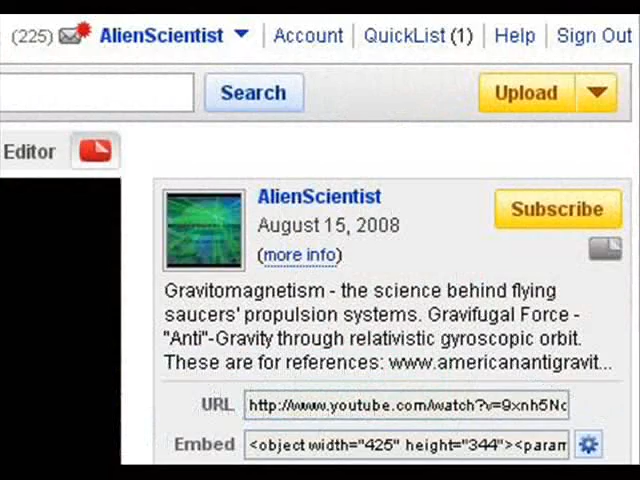 (225) AlienScientist | Account | QuickList (1) | Help | Sign Out
Search Upload
Editor
AlienScientist
August 15, 2008
(more info)
Subscribe
Gravitomagnetism - the science behind flying
saucers' propulsion systems. Gravifugal Force -
"Anti"-Gravity through relativistic gyroscopic orbit.
These are for references: www.americanantigravit...
URL http://www.youtube.com/watch?v=9xnh5Nc
Embed <object width="425" height="344"><param